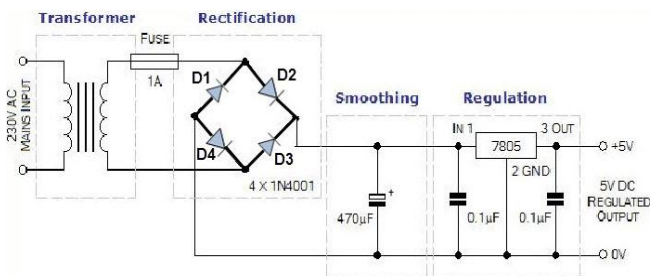 Transformer
Rectification
FUSE
1A
D1
D2
D4
D3
4 X 1N4001
230V AC
MAINS INPUT
Smoothing
470µF
+
Regulation
IN 1
7805
3 OUT
2 GND
0.1µF
0.1µF
+5V
5V DC
REGULATED
OUTPUT
0V